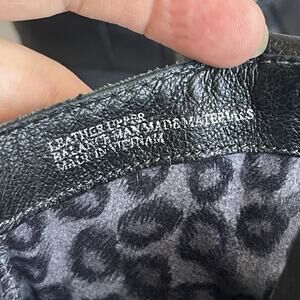 LEATHER UPPER
BALANCE MAN MADE MATERIALS
MADE IN VIETNAM